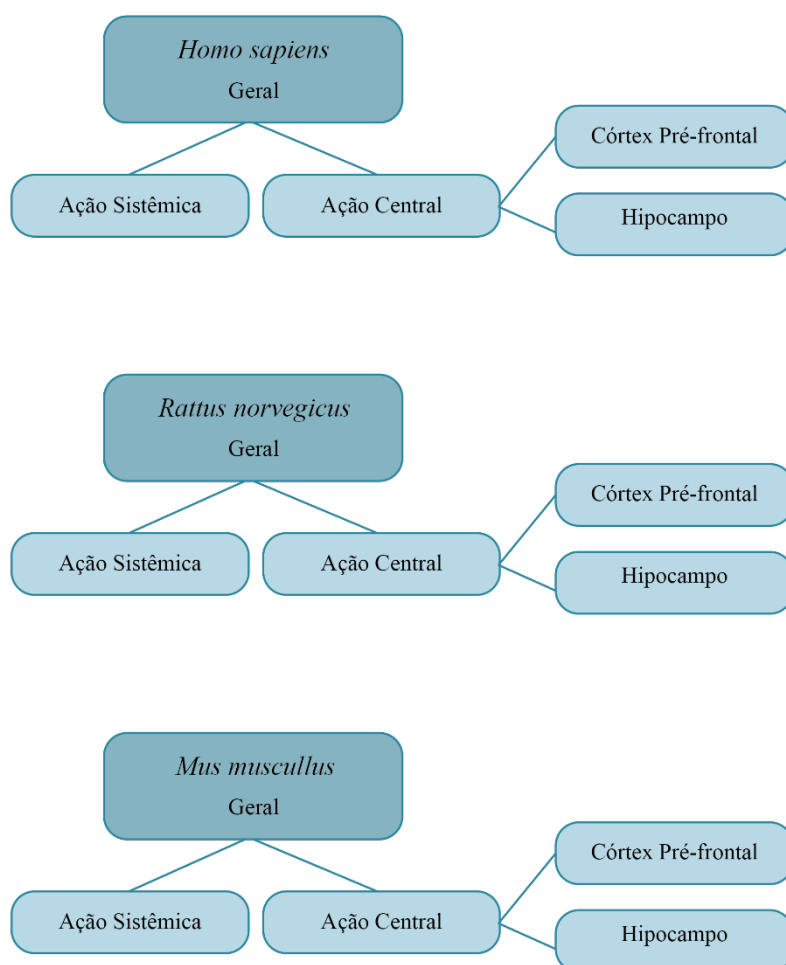 Homo sapiens
Geral
Ação Sistêmica
Ação Central
Córtex Pré-frontal
Hipocampo
Rattus norvegicus
Geral
Ação Sistêmica
Ação Central
Córtex Pré-frontal
Hipocampo
Mus muscullus
Geral
Ação Sistêmica
Ação Central
Córtex Pré-frontal
Hipocampo